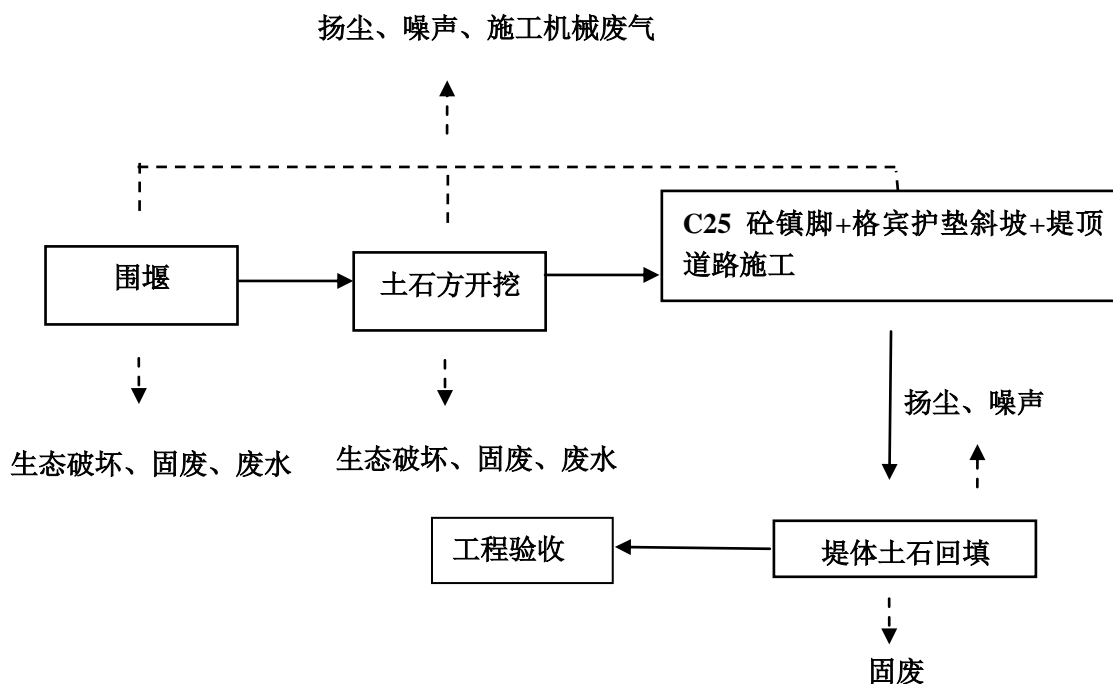 扬尘、噪声、施工机械废气
围堰
土石方开挖
C25 砼镇脚+格宾护垫斜坡+堤顶
道路施工
扬尘、噪声
生态破坏、固废、废水
生态破坏、固废、废水
工程验收
堤体土石回填
固废